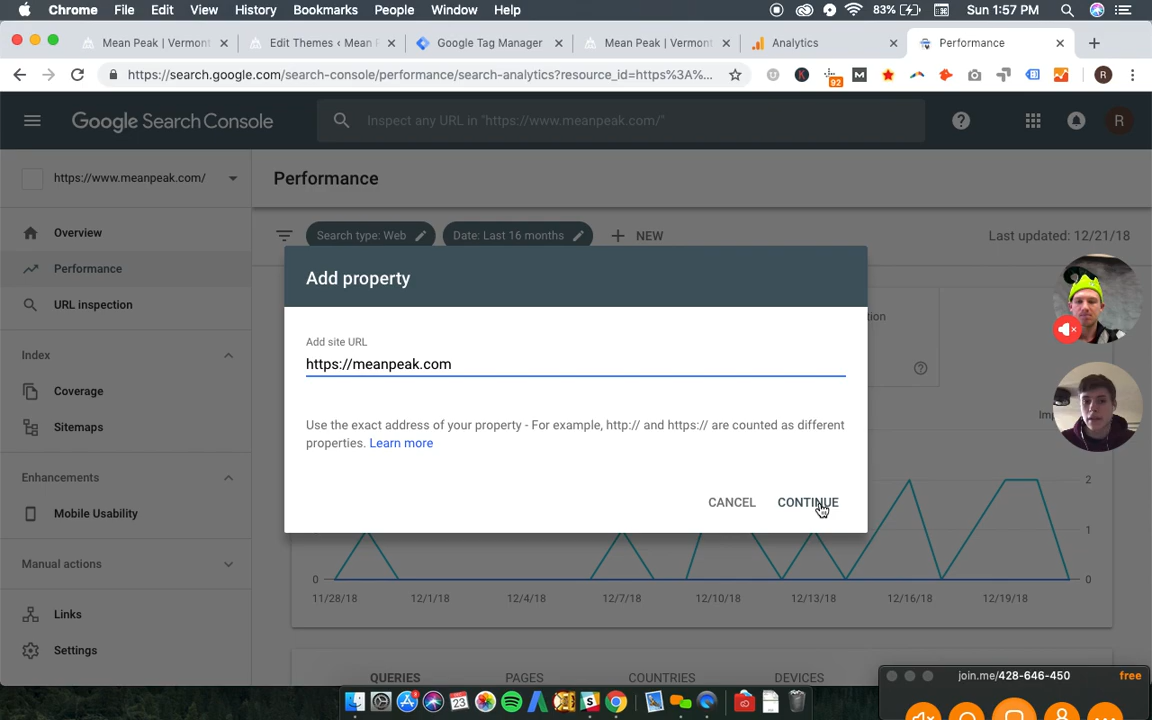 Chrome File Edit View History Bookmarks People Window Help 83% Sun 1:57 PM
Mean Peak | Vermont Edit Themes ‹ Mean P Google Tag Manager Mean Peak | Vermont Analytics Performance
https://search.google.com/search-console/performance/search-analytics?resource_id=https%3A%... 92 M R
Google Search Console Inspect any URL in "https://www.meanpeak.com/" R
https://www.meanpeak.com/ Performance
Overview Search type: Web Date: Last 16 months NEW Last updated: 12/21/18
Performance
URL inspection
Index
Coverage
Sitemaps
Enhancements
Mobile Usability
Manual actions
Links
Settings
Add property
Add site URL
https://meanpeak.com
Use the exact address of your property - For example, http:// and https:// are counted as different
properties. Learn more
CANCEL CONTINUE
2
1
0 0
11/28/18 12/1/18 12/4/18 12/7/18 12/10/18 12/13/18 12/16/18 12/19/18
QUERIES PAGES COUNTRIES DEVICES
join.me/428-646-450 free